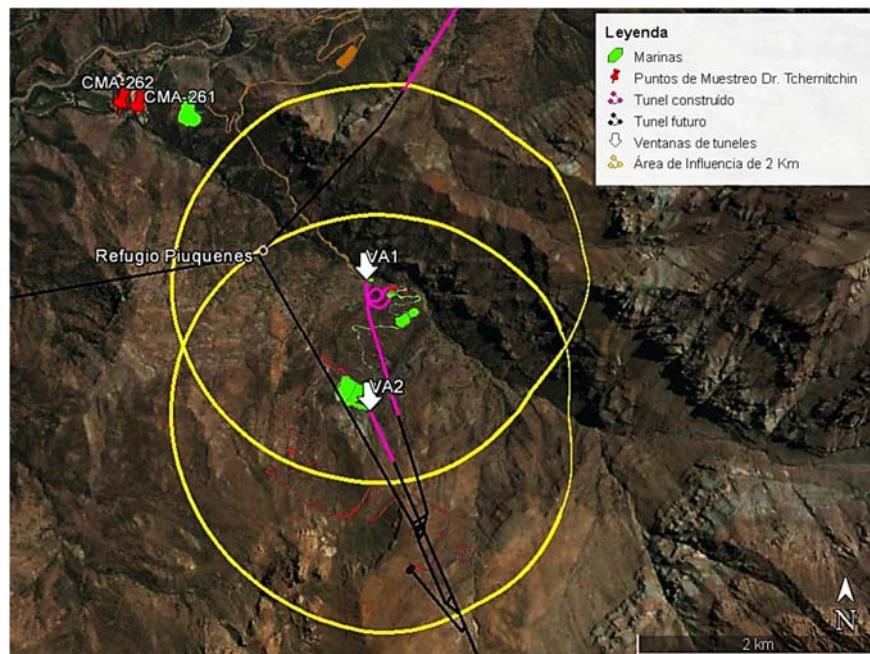 Leyenda
Marinas
Puntos de Muestreo Dr. Tchernitchin
Tunel construído
Tunel futuro
Ventanas de tuneles
Área de Influencia de 2 Km
CMA-262
CMA-261
Refugio Piuquenes
VA1
VA2
N
2 km